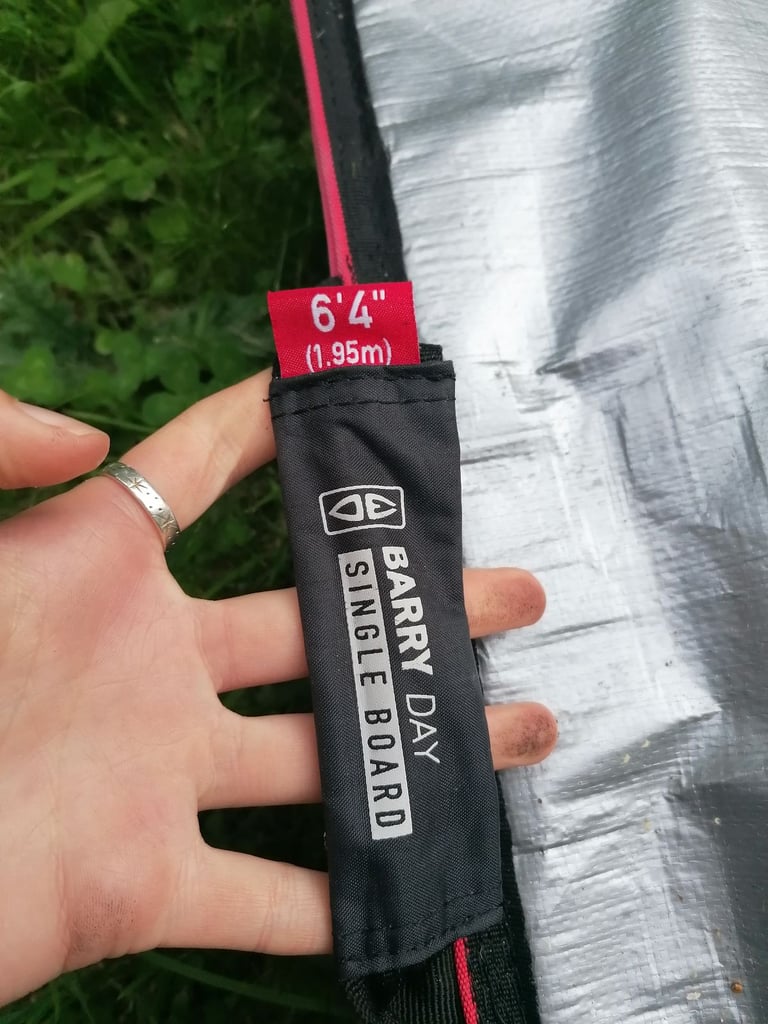 6'4"
(1.95m)
BARRY DAY
SINGLE BOARD